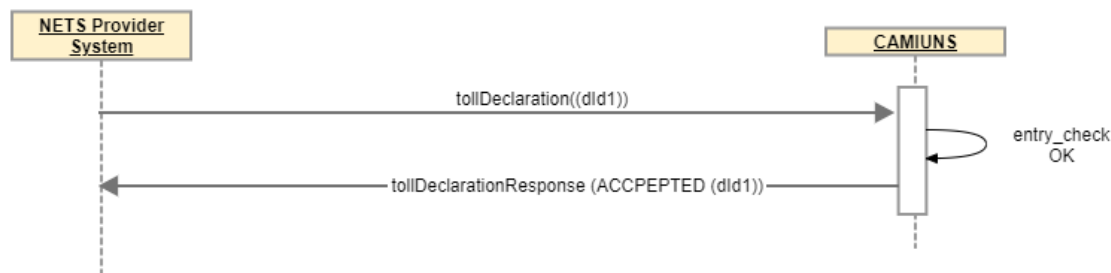 NETS Provider
System
CAMIUNS
tollDeclaration((dId1))
entry_check
OK
tollDeclarationResponse (ACCPEPTED (dId1))